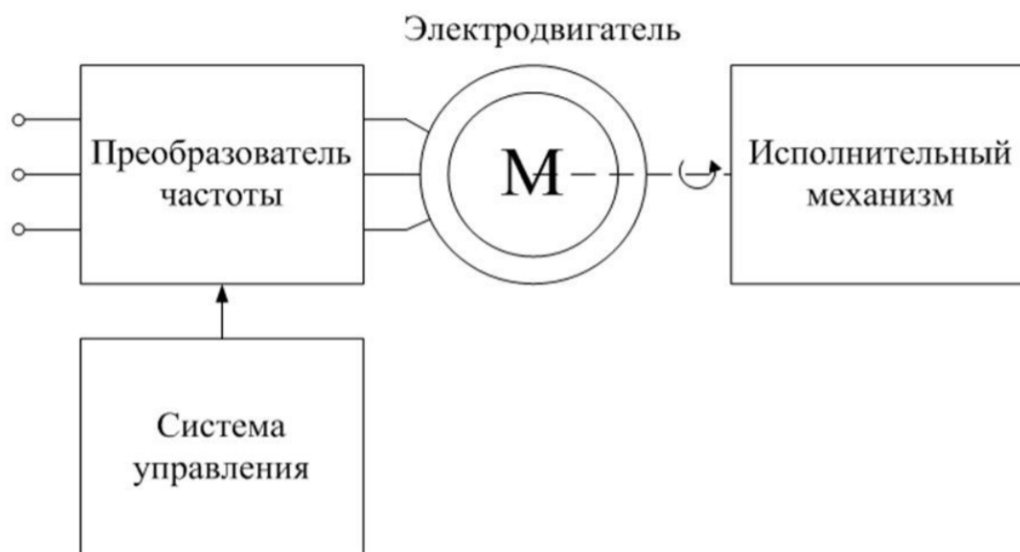 Электродвигатель
Преобразователь
частоты
М
Исполнительный
механизм
Система
управления